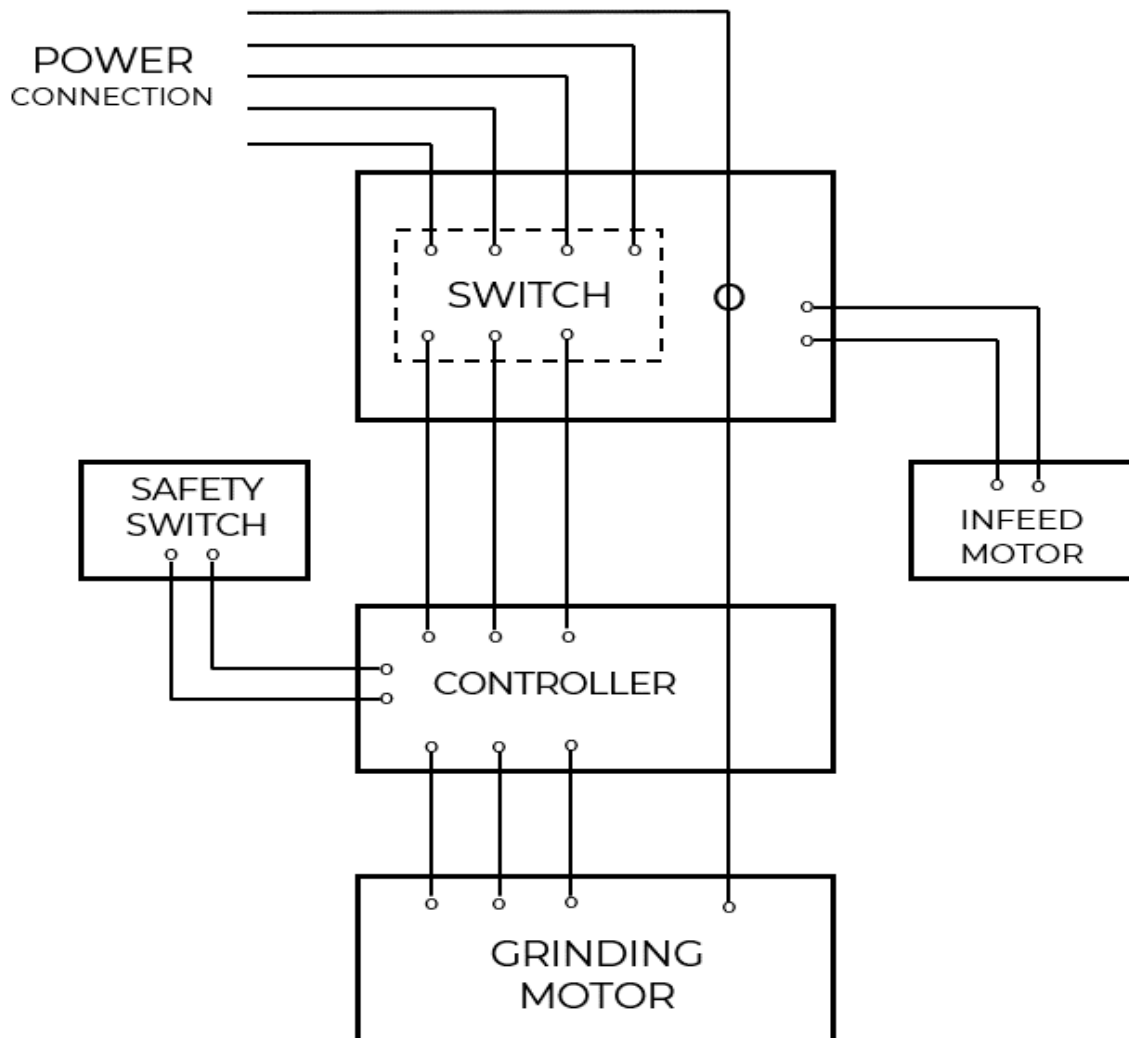 POWER
CONNECTION
SWITCH
SAFETY
SWITCH
INFEED
MOTOR
CONTROLLER
GRINDING
MOTOR